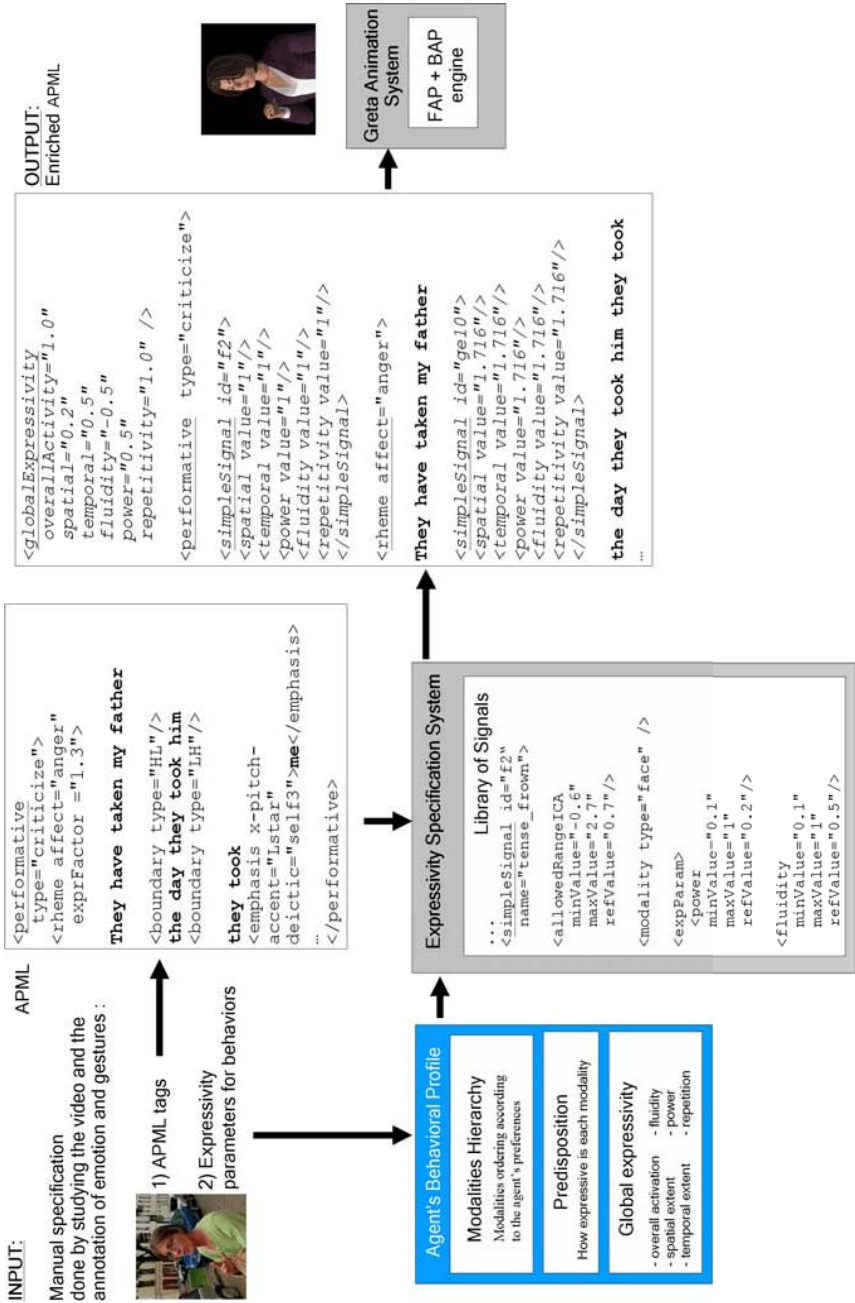 INPUT:
Manual specification
done by studying the video and the
annotation of emotion and gestures :
1) APML tags
2) Expressivity
parameters for behaviors
APML
<performative
type="criticize">
<rheme affect="anger"
exprFactor ="1.3">
They have taken my father
<boundary type="HL"/>
the day they took him
<boundary type="LH"/>
they took
<emphasis x-pitch-
accent="Lstar"
deictic="self3">me</emphasis>
…
</performative>
Agent's Behavioral Profile
Modalities Hierarchy
Modalities ordering according
to the agent's preferences
Predisposition
How expressive is each modality
Global expressivity
- overall activation - fluidity
- spatial extent - power
- temporal extent - repetition
Expressivity Specification System
Library of Signals
...
<simpleSignal id="f2"
name="tense_frown">
<allowedRangeICA
minValue="-0.6"
maxValue="2.7"
refValue="0.7"/>
<modality type="face" />
<expParam>
<power
minValue="0.1"
maxValue="1"
refValue="0.2"/>
<fluidity
minValue="0.1"
maxValue="1"
refValue="0.5"/>
OUTPUT:
Enriched APML
<globalExpressivity
overallActivity="1.0"
spatial="0.2"
temporal="0.5"
fluidity="-0.5"
power="0.5"
repetitivity="1.0" />
<performative type="criticize">
<simpleSignal id="f2">
<spatial value="1"/>
<temporal value="1"/>
<power value="1"/>
<fluidity value="1"/>
<repetitivity value="1"/>
</simpleSignal>
<rheme affect="anger">
They have taken my father
<simpleSignal id="ge10">
<spatial value="1.716"/>
<temporal value="1.716"/>
<power value="1.716"/>
<fluidity value="1.716"/>
<repetitivity value="1.716"/>
</simpleSignal>
the day they took him they took
…
Greta Animation
System
FAP + BAP
engine